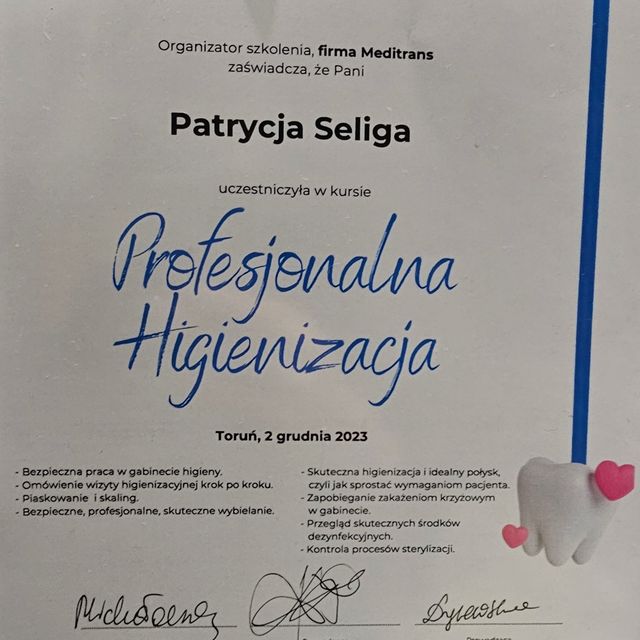 Organizator szkolenia, firma Meditrans
zaświadcza, że Pani
Patrycja Seliga
uczestniczyła w kursie
Profesjonalna
Higienizacja
Toruń, 2 grudnia 2023
- Bezpieczna praca w gabinecie higieny.
- Omówienie wizyty higienizacyjnej krok po kroku.
- Piaskowanie i skaling.
- Bezpieczne, profesjonalne, skuteczne wybielanie.
- Skuteczna higienizacja i idealny połysk,
czyli jak sprostać wymaganiom pacjenta.
- Zapobieganie zakażeniom krzyżowym
w gabinecie.
- Przegląd skutecznych środków
dezynfekcyjnych.
- Kontrola procesów sterylizacji.